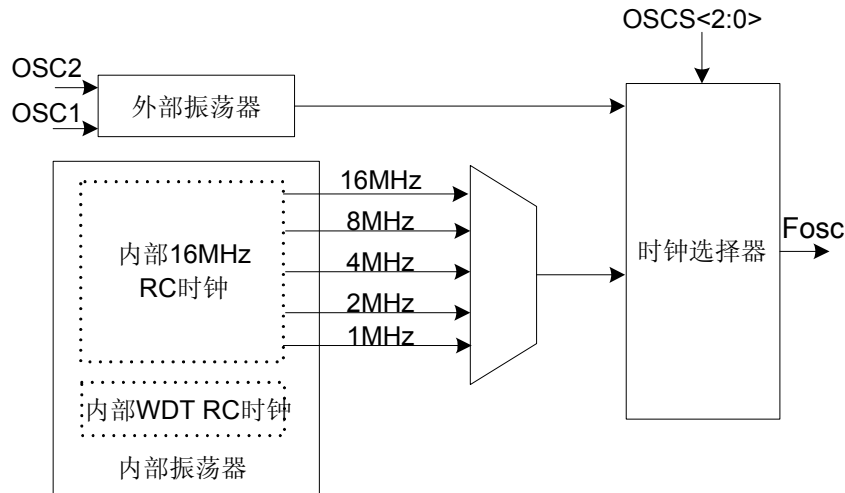 OSCS<2:0>
OSC2
OSC1
外部振荡器
16MHz
8MHz
4MHz
2MHz
1MHz
内部16MHz
RC时钟
时钟选择器
Fosc
内部WDT RC时钟
内部振荡器